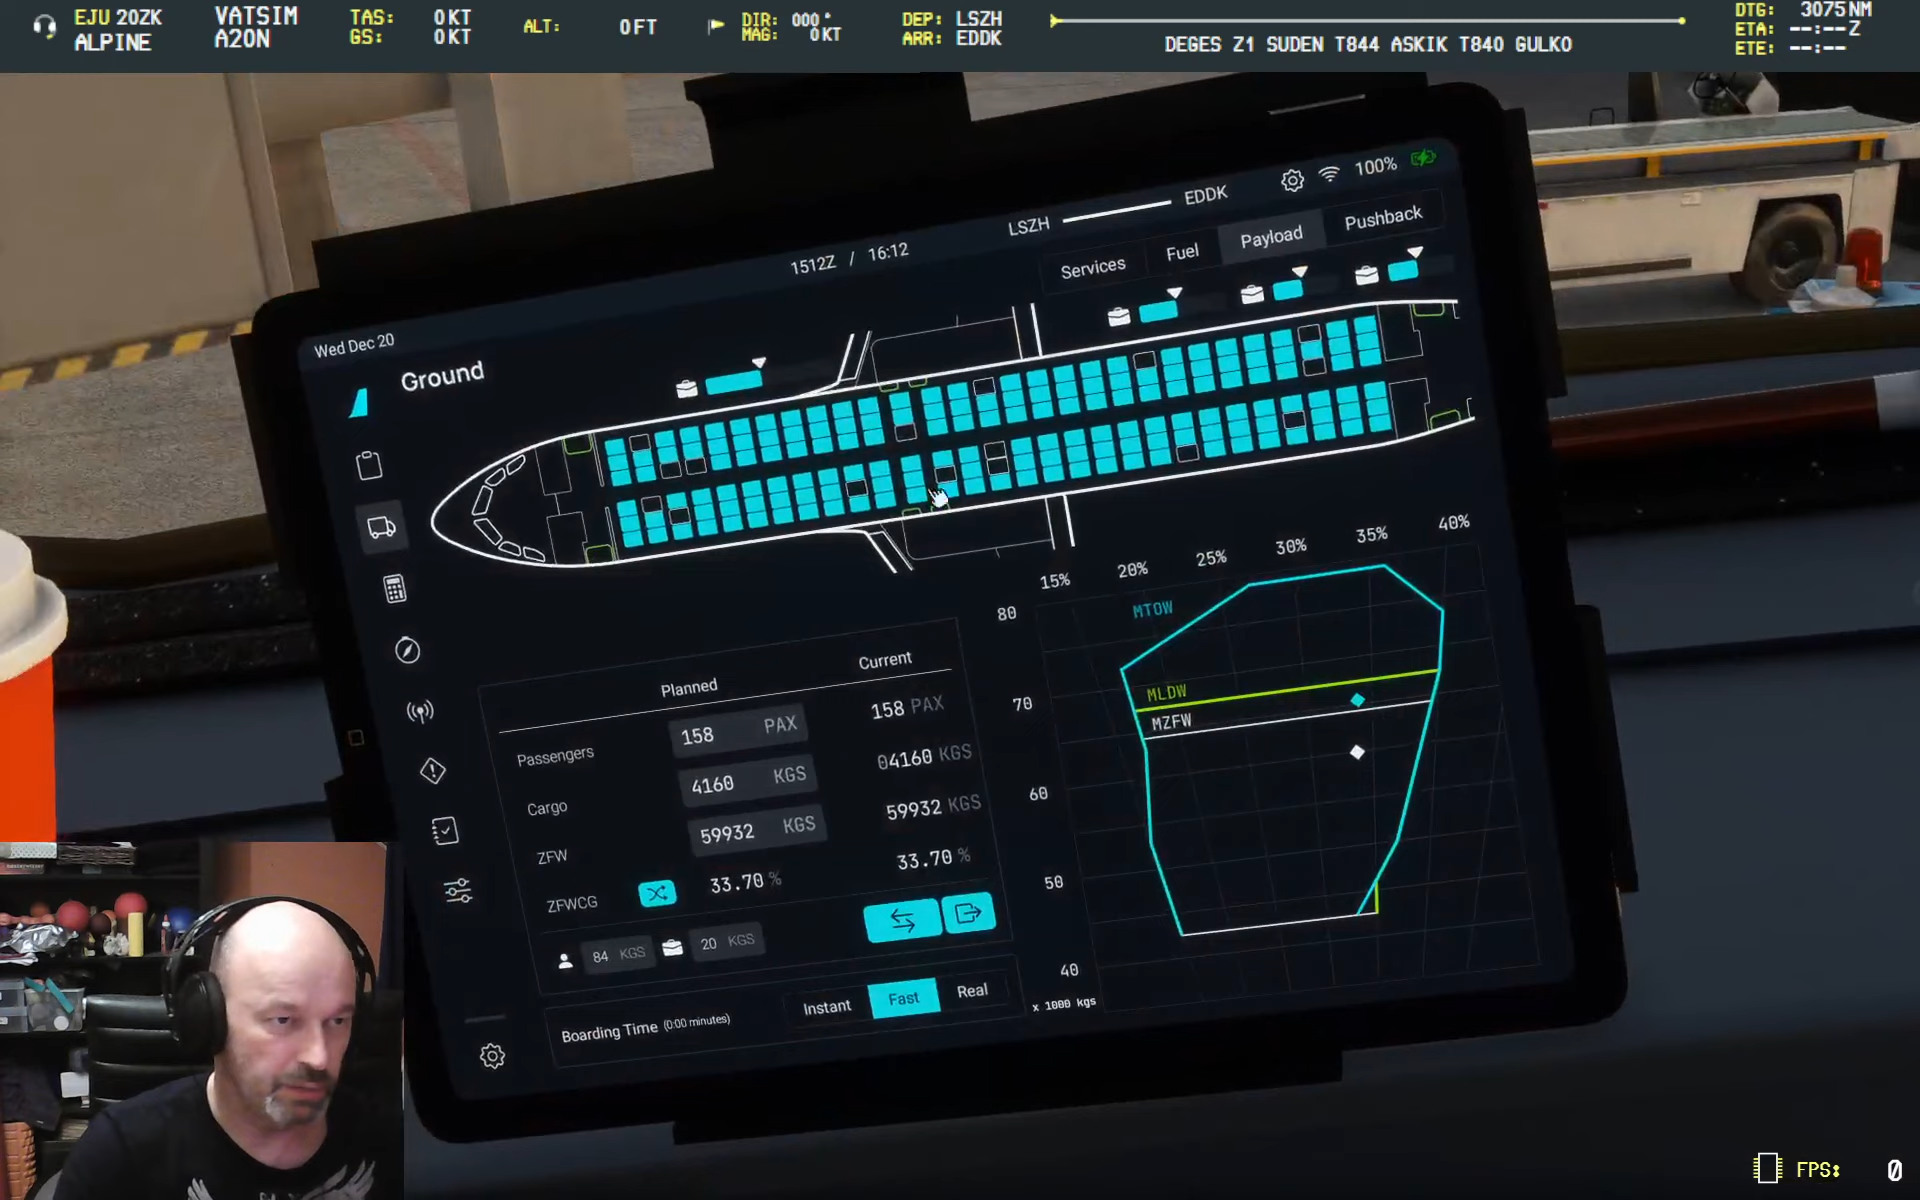 EJU 20ZK
ALPINE
VATSIM
A20N
TAS: 0KT
GS: 0KT
ALT: 0FT
DIR: 000°
MAG: 0KT
DEP: LSZH
ARR: EDDK
DEGES Z1 SUDEN T844 ASKIK T840 GULKO
DTG: 3075NM
ETA: --:--Z
ETE: --:--
Wed Dec 20
1512Z / 16:12
LSZH EDDK
100%
Ground
Services Fuel Payload Pushback
Planned Current
Passengers 158 PAX 158 PAX
Cargo 4160 KGS 04160 KGS
ZFW 59932 KGS 59932 KGS
ZFWCG 33.70 % 33.70 %
84 KGS 20 KGS
Boarding Time (0:00 minutes) Instant Fast Real
15% 20% 25% 30% 35% 40%
80
70
60
50
40
x 1000 kgs
MTOW
MLDW
MZFW
FPS: 0